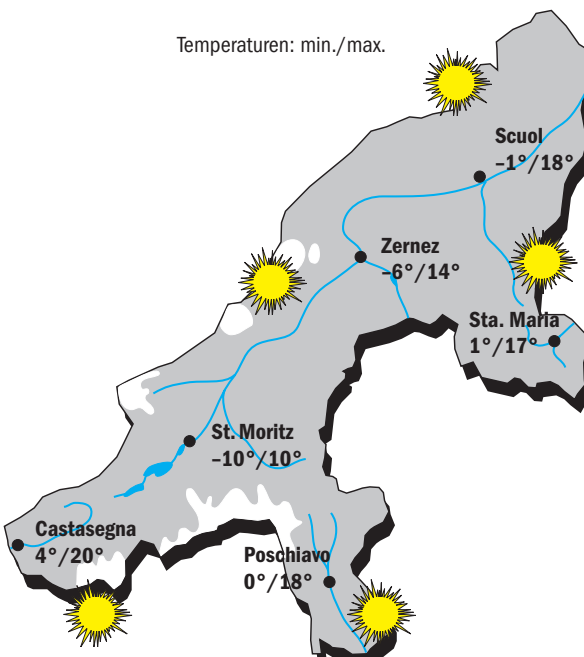 Temperaturen: min./max.
Scuol
–1°/18°
Zernez
–6°/14°
Sta. Maria
1°/17°
St. Moritz
–10°/10°
Castasegna
4°/20°
Poschiavo
0°/18°